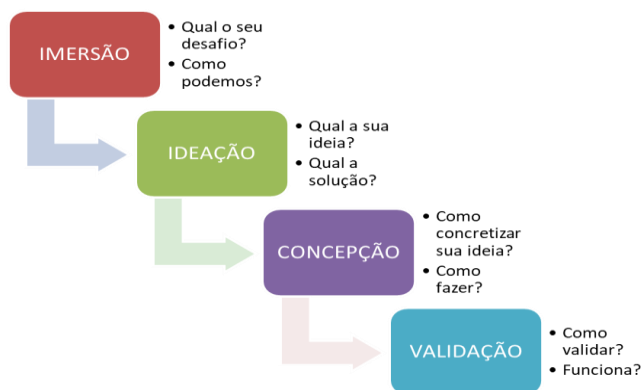 IMERSÃO
• Qual o seu
desafio?
• Como
podemos?
IDEAÇÃO
• Qual a sua
ideia?
• Qual a
solução?
CONCEPÇÃO
• Como
concretizar
sua ideia?
• Como
fazer?
VALIDAÇÃO
• Como
validar?
• Funciona?